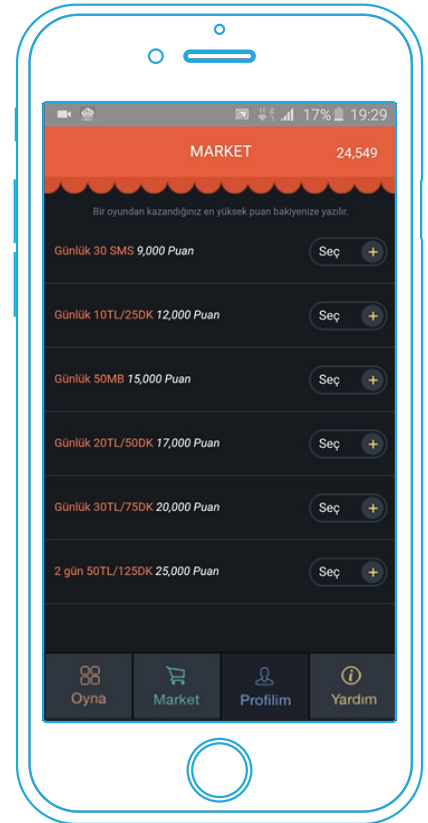 17% 19:29
MARKET 24,549
Bir oyundan kazandığınız en yüksek puan bakiyenize yazılır.
Günlük 30 SMS 9,000 Puan Seç
Günlük 10TL/25DK 12,000 Puan Seç
Günlük 50MB 15,000 Puan Seç
Günlük 20TL/50DK 17,000 Puan Seç
Günlük 30TL/75DK 20,000 Puan Seç
2 gün 50TL/125DK 25,000 Puan Seç
Oyna Market Profilim Yardım